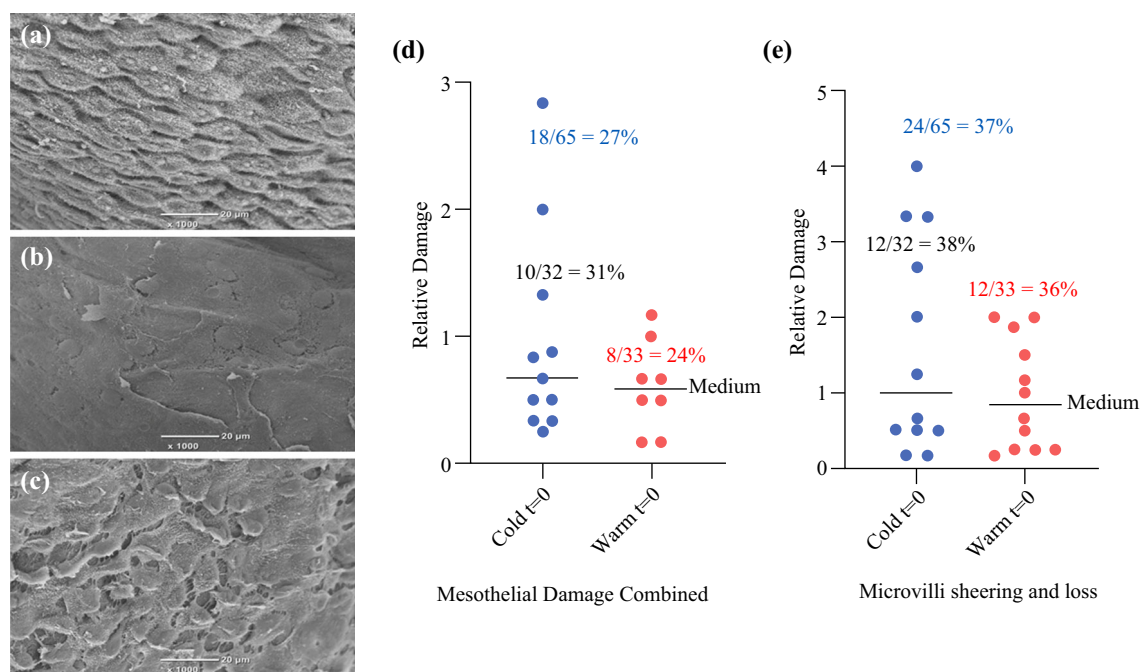 (a)
20 µm
x 1000
(b)
20 µm
x 1000
(c)
20 µm
x 1000
(d)
3
2
1
0
Relative Damage
18/65 = 27%
10/32 = 31%
8/33 = 24%
Medium
Cold t=0
Warm t=0
Mesothelial Damage Combined
(e)
5
4
3
2
1
0
Relative Damage
24/65 = 37%
12/32 = 38%
12/33 = 36%
Medium
Cold t=0
Warm t=0
Microvilli sheering and loss